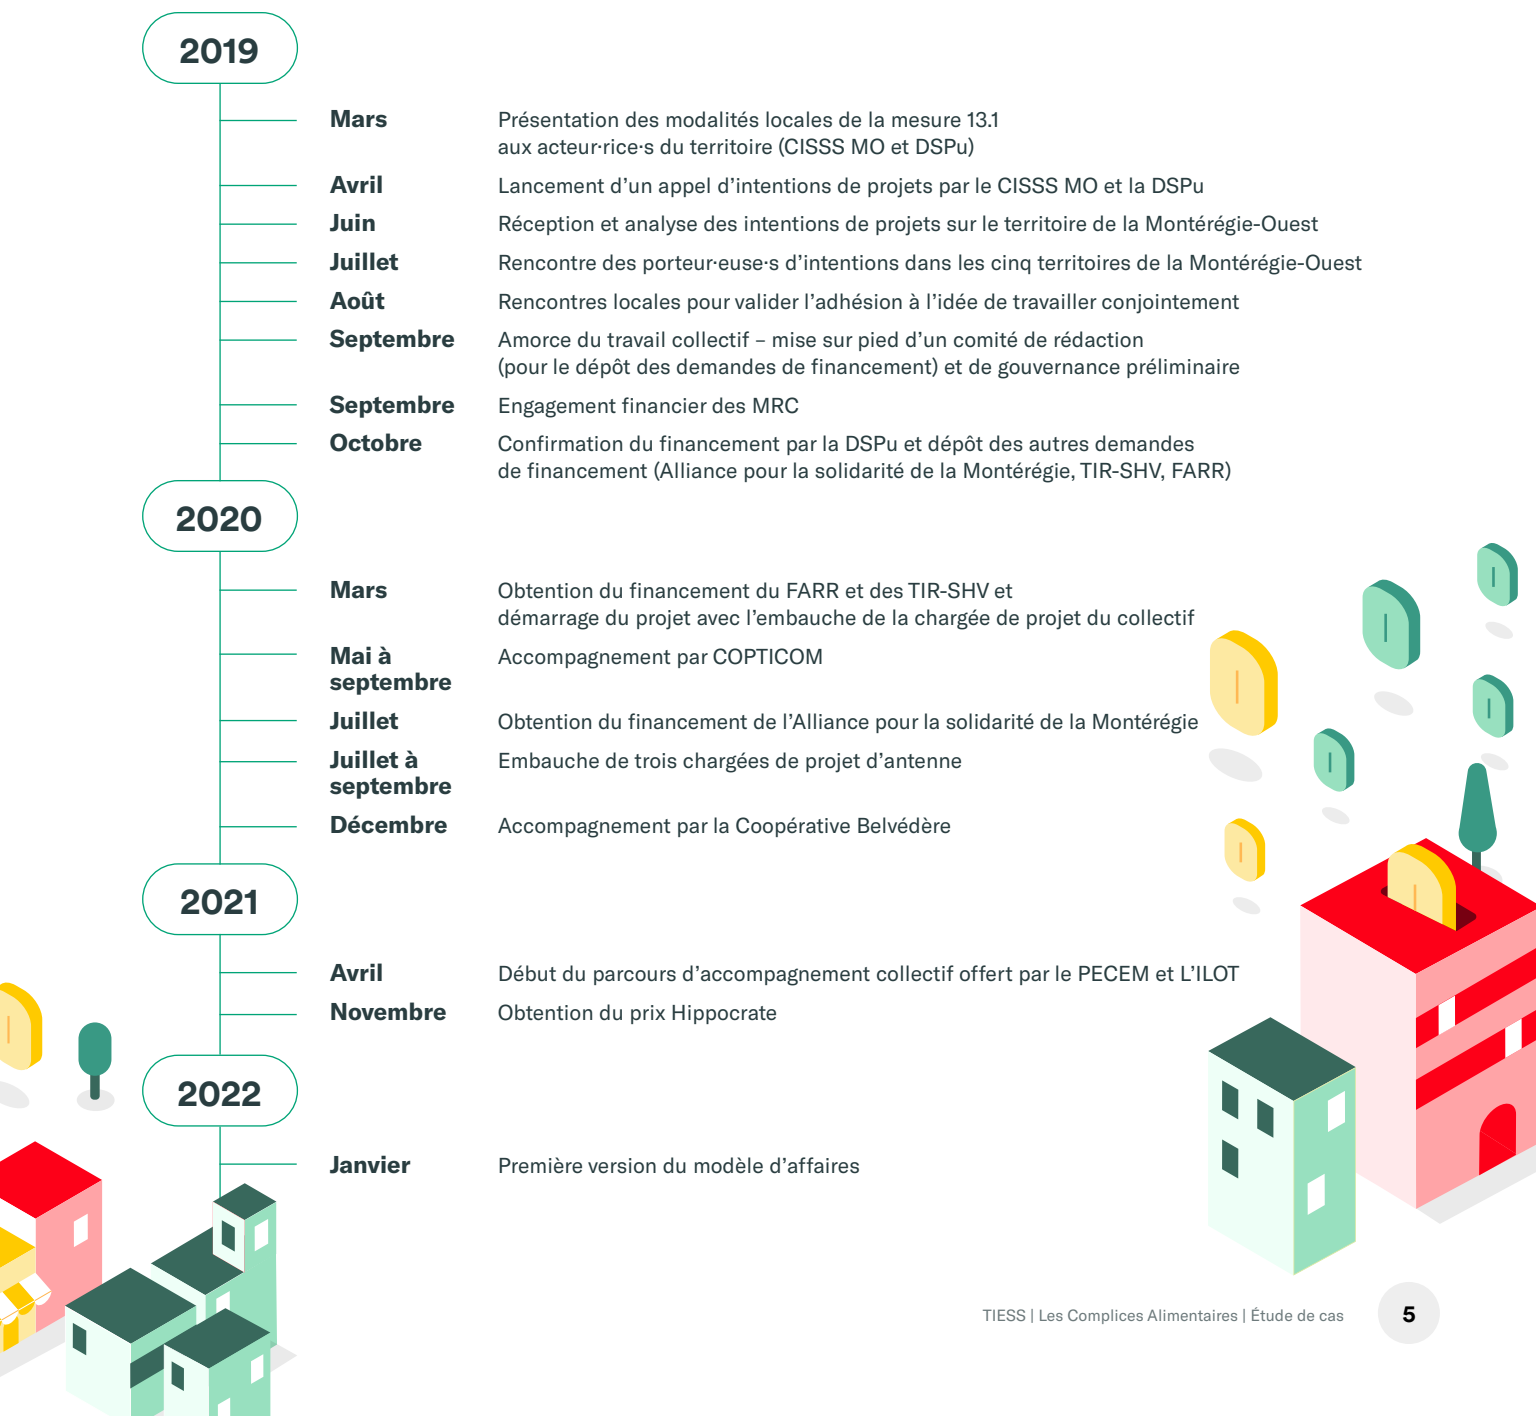 2019
Mars
Présentation des modalités locales de la mesure 13.1
aux acteur·rice·s du territoire (CISSS MO et DSPu)
Avril
Lancement d’un appel d’intentions de projets par le CISSS MO et la DSPu
Juin
Réception et analyse des intentions de projets sur le territoire de la Montérégie-Ouest
Juillet
Rencontre des porteur·euse·s d’intentions dans les cinq territoires de la Montérégie-Ouest
Août
Rencontres locales pour valider l’adhésion à l’idée de travailler conjointement
Septembre
Amorce du travail collectif – mise sur pied d’un comité de rédaction
(pour le dépôt des demandes de financement) et de gouvernance préliminaire
Septembre
Engagement financier des MRC
Octobre
Confirmation du financement par la DSPu et dépôt des autres demandes
de financement (Alliance pour la solidarité de la Montérégie, TIR-SHV, FARR)
2020
Mars
Obtention du financement du FARR et des TIR-SHV et
démarrage du projet avec l’embauche de la chargée de projet du collectif
Mai à
septembre
Accompagnement par COPTICOM
Juillet
Obtention du financement de l’Alliance pour la solidarité de la Montérégie
Juillet à
septembre
Embauche de trois chargées de projet d’antenne
Décembre
Accompagnement par la Coopérative Belvédère
2021
Avril
Début du parcours d’accompagnement collectif offert par le PECEM et L’ILOT
Novembre
Obtention du prix Hippocrate
2022
Janvier
Première version du modèle d’affaires
TIESS | Les Complices Alimentaires | Étude de cas
5